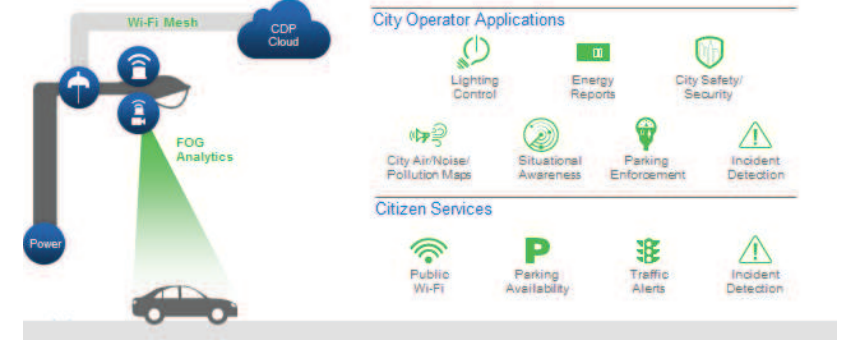 Wi-Fi Mesh
CDP
Cloud
FOG
Analytics
Power
City Operator Applications
Lighting
Control
Energy
Reports
City Safety/
Security
City Air/Noise/
Pollution Maps
Situational
Awareness
Parking
Enforcement
Incident
Detection
Citizen Services
Public
Wi-Fi
P
Parking
Availability
Traffic
Alerts
Incident
Detection